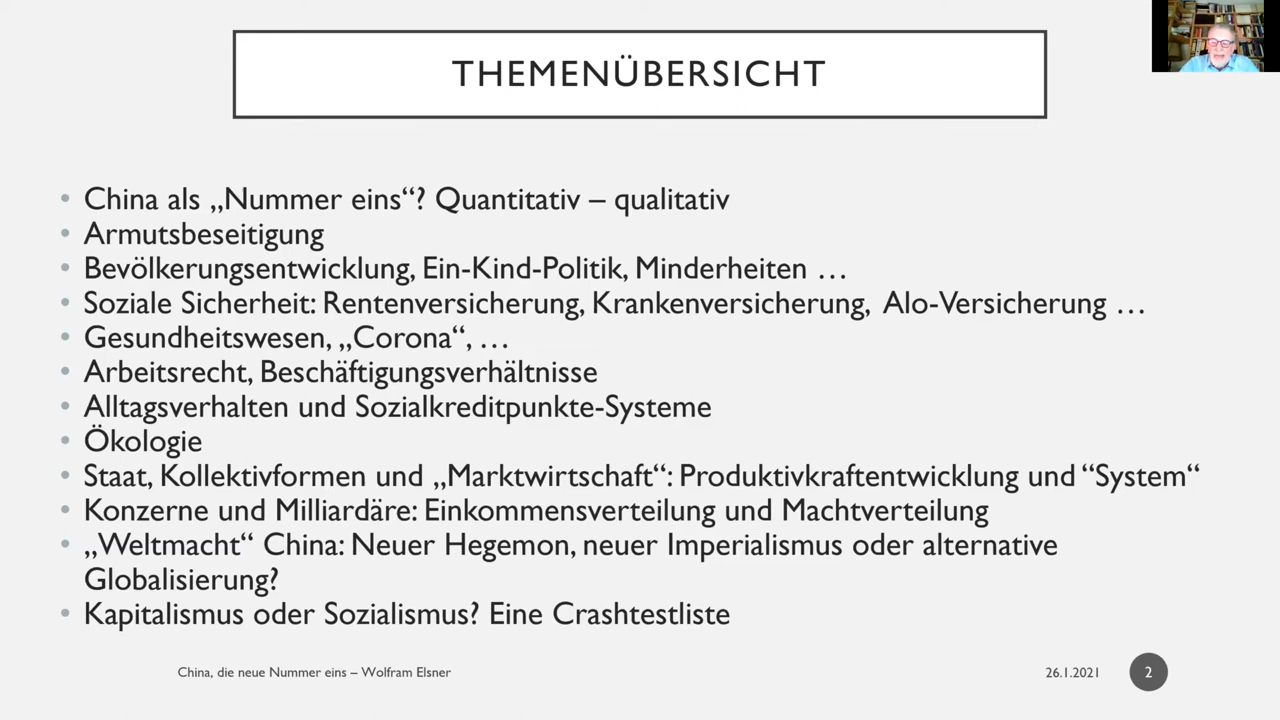 THEMENÜBERSICHT
• China als „Nummer eins“? Quantitativ – qualitativ
• Armutsbeseitigung
• Bevölkerungsentwicklung, Ein-Kind-Politik, Minderheiten …
• Soziale Sicherheit: Rentenversicherung, Krankenversicherung, Alo-Versicherung …
• Gesundheitswesen, „Corona“, …
• Arbeitsrecht, Beschäftigungsverhältnisse
• Alltagsverhalten und Sozialkreditpunkte-Systeme
• Ökologie
• Staat, Kollektivformen und „Marktwirtschaft“: Produktivkraftentwicklung und “System“
• Konzerne und Milliardäre: Einkommensverteilung und Machtverteilung
• „Weltmacht“ China: Neuer Hegemon, neuer Imperialismus oder alternative
Globalisierung?
• Kapitalismus oder Sozialismus? Eine Crashtestliste
China, die neue Nummer eins – Wolfram Elsner
26.1.2021
2